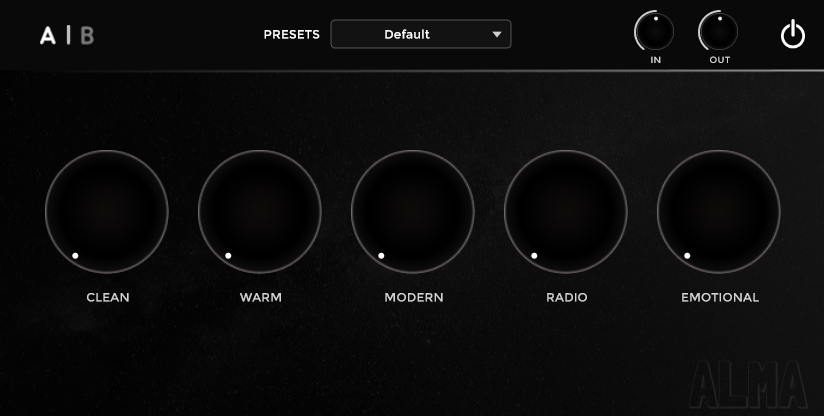 A | B
PRESETS
Default
IN
OUT
CLEAN
WARM
MODERN
RADIO
EMOTIONAL
ALMA